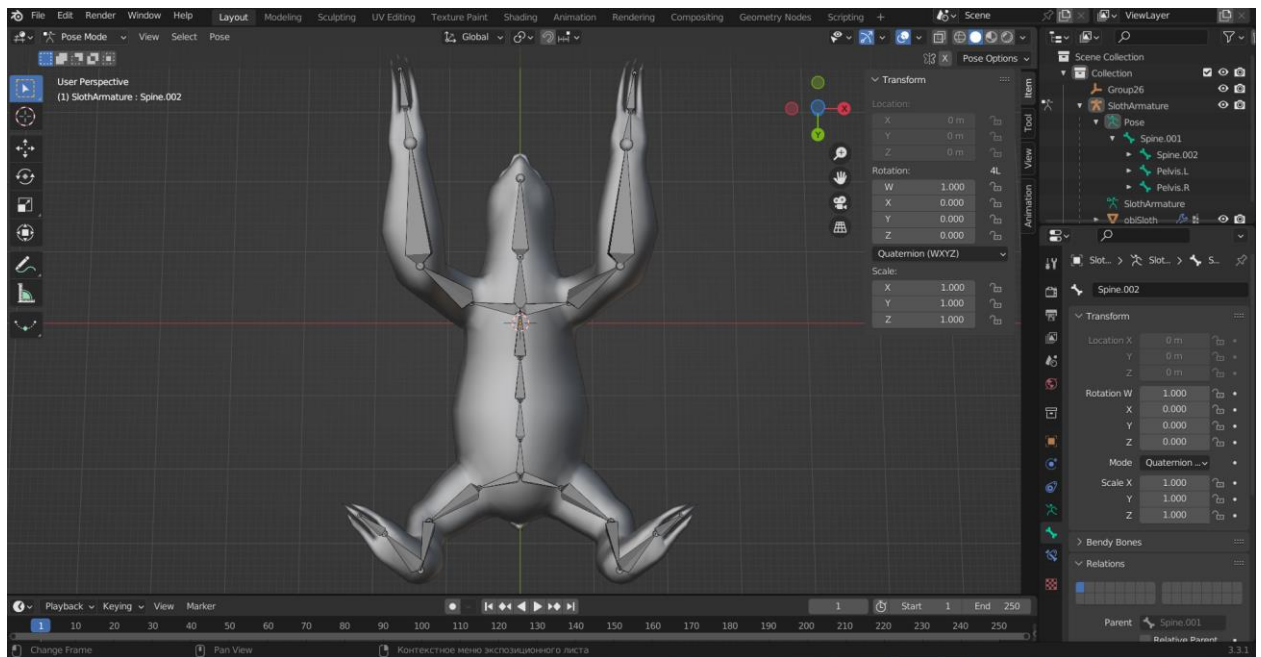 File Edit Render Window Help Layout Modeling Sculpting UV Editing Texture Paint Shading Animation Rendering Compositing Geometry Nodes Scripting + Scene ViewLayer
Pose Mode View Select Pose Global
X Pose Options
User Perspective
(1) SlothArmature : Spine.002
X
Y
Transform
Location:
X 0 m
Y 0 m
Z 0 m
Rotation: 4L
W 1.000
X 0.000
Y 0.000
Z 0.000
Quaternion (WXYZ)
Scale:
X 1.000
Y 1.000
Z 1.000
Item
Tool
View
Animation
Scene Collection
Collection
Group26
SlothArmature
Pose
Spine.001
Spine.002
Pelvis.L
Pelvis.R
SlothArmature
oblSloth
Slot... > Slot... > S...
Spine.002
Transform
Location X 0 m
Y 0 m
Z 0 m
Rotation W 1.000
X 0.000
Y 0.000
Z 0.000
Mode Quaternion ...
Scale X 1.000
Y 1.000
Z 1.000
Bendy Bones
Relations
Parent Spine.001
Relative Parent
Playback Keying View Marker 1 Start 1 End 250
1 10 20 30 40 50 60 70 80 90 100 110 120 130 140 150 160 170 180 190 200 210 220 230 240 250
Change Frame Pan View Контекстное меню экспозиционного листа 3.3.1